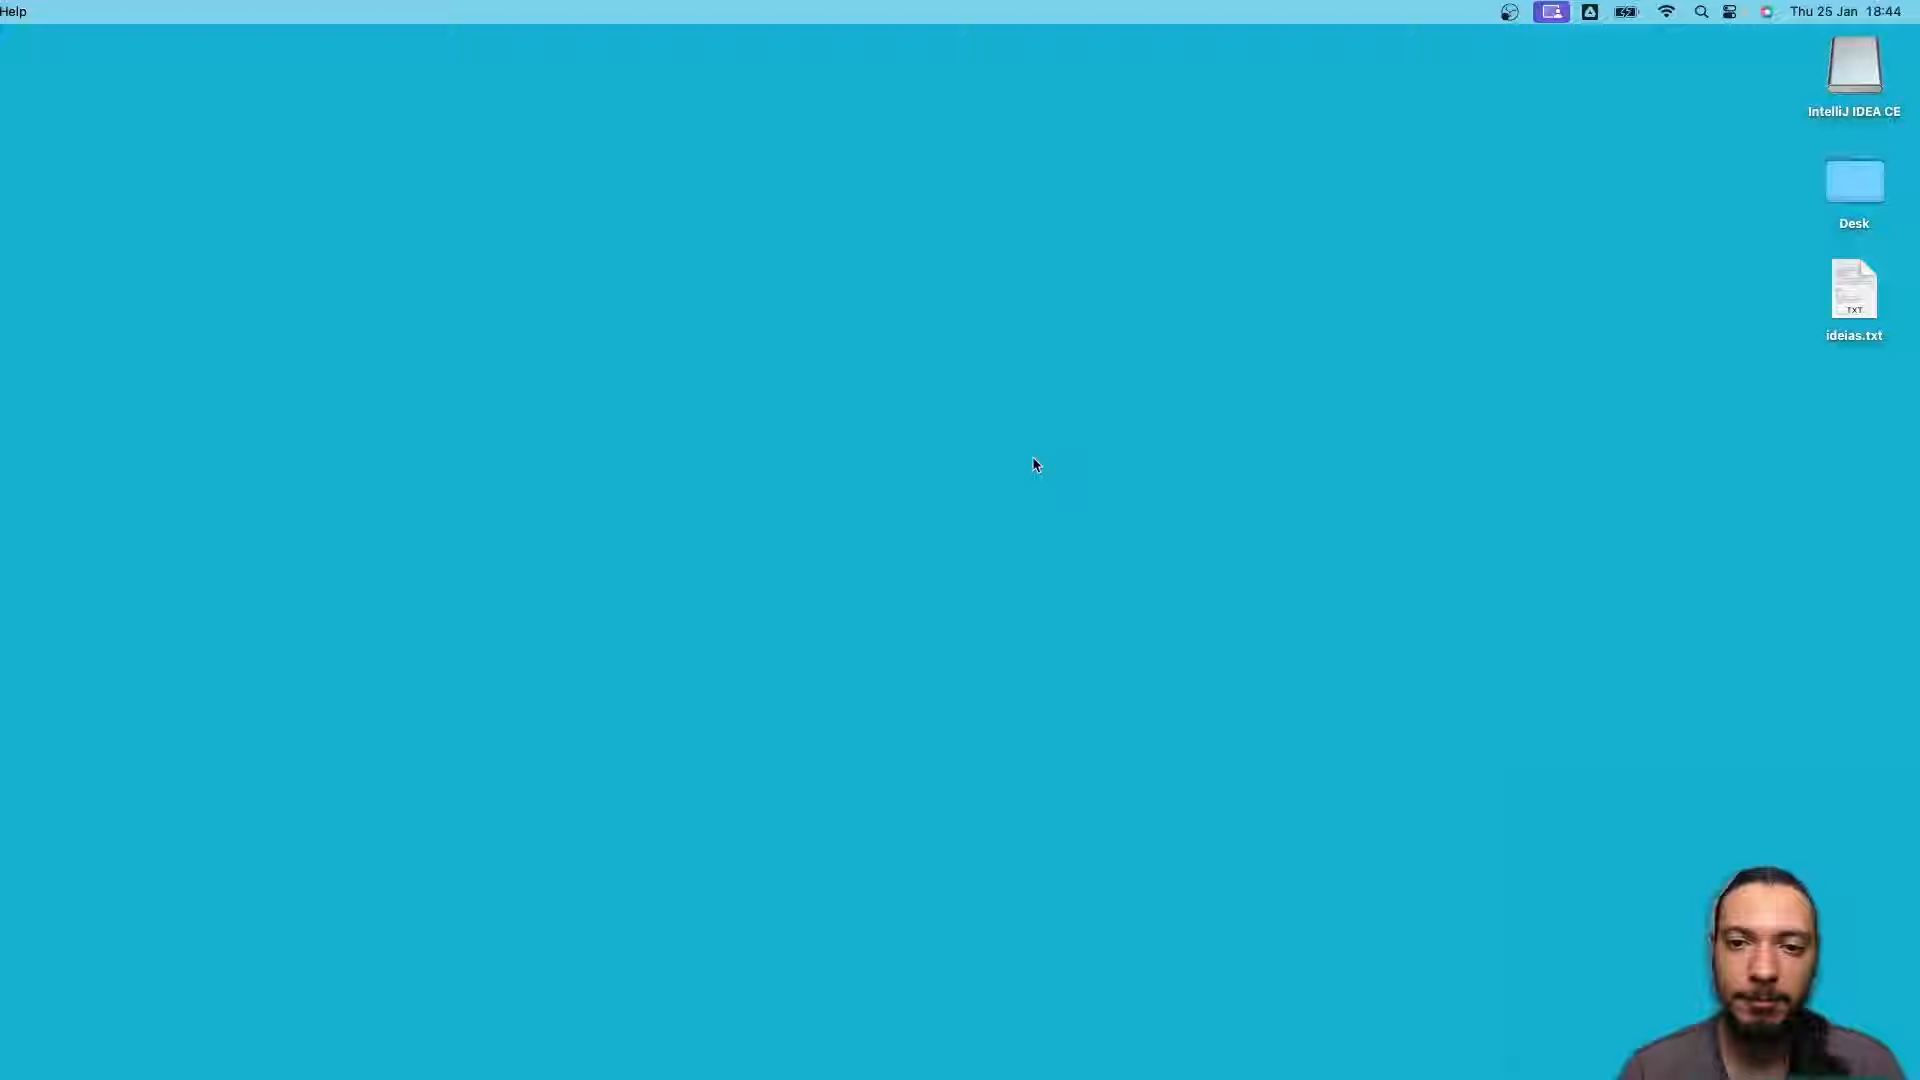 Help
Thu 25 Jan 18:44
IntelliJ IDEA CE
Desk
TXT
ideias.txt